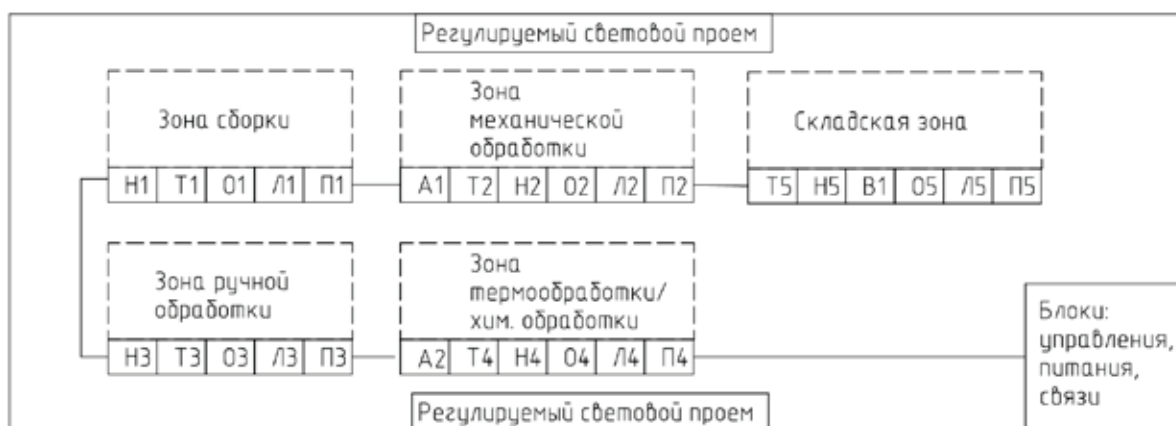 Регулируемый световой проем
Зона сборки
Зона
механической
обработки
Складская зона
Н1 Т1 О1 Л1 П1
А1 Т2 Н2 О2 Л2 П2
Т5 Н5 В1 О5 Л5 П5
Зона ручной
обработки
Зона
термообработки/
хим. обработки
Н3 Т3 О3 Л3 П3
А2 Т4 Н4 О4 Л4 П4
Блоки:
управления,
питания,
связи
Регулируемый световой проем